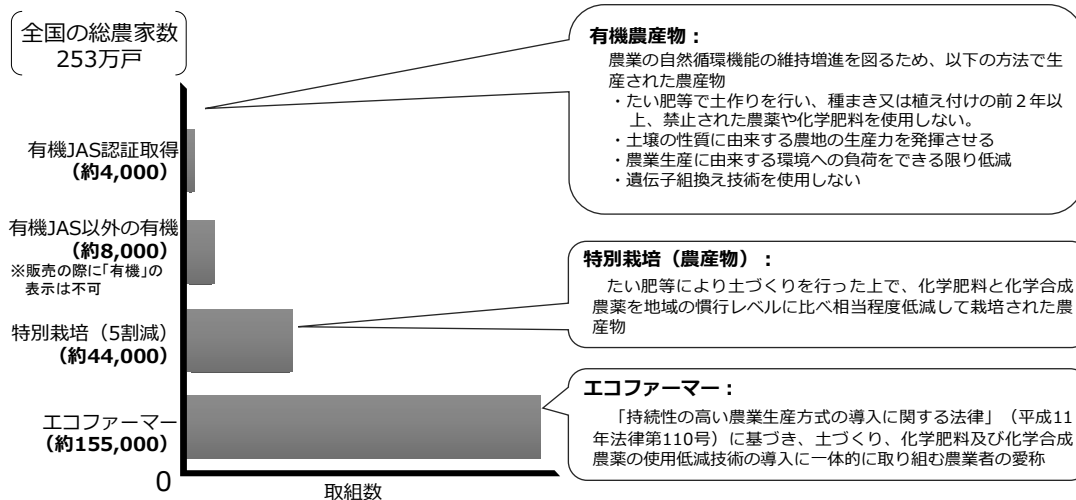 全国の総農家数
253万戸
有機JAS認証取得
(約4,000)
有機JAS以外の有機
(約8,000)
※販売の際に「有機」の
表示は不可
特別栽培（5割減）
(約44,000)
エコファーマー
(約155,000)
0
取組数
有機農産物：
農業の自然循環機能の維持増進を図るため、以下の方法で生
産された農産物
・たい肥等で土作りを行い、種まき又は植え付けの前２年以
上、禁止された農薬や化学肥料を使用しない。
・土壌の性質に由来する農地の生産力を発揮させる
・農業生産に由来する環境への負荷をできる限り低減
・遺伝子組換え技術を使用しない
特別栽培（農産物）：
たい肥等により土づくりを行った上で、化学肥料と化学合成
農薬を地域の慣行レベルに比べ相当程度低減して栽培された農
産物
エコファーマー：
「持続性の高い農業生産方式の導入に関する法律」（平成11
年法律第110号）に基づき、土づくり、化学肥料及び化学合成
農薬の使用低減技術の導入に一体的に取り組む農業者の愛称